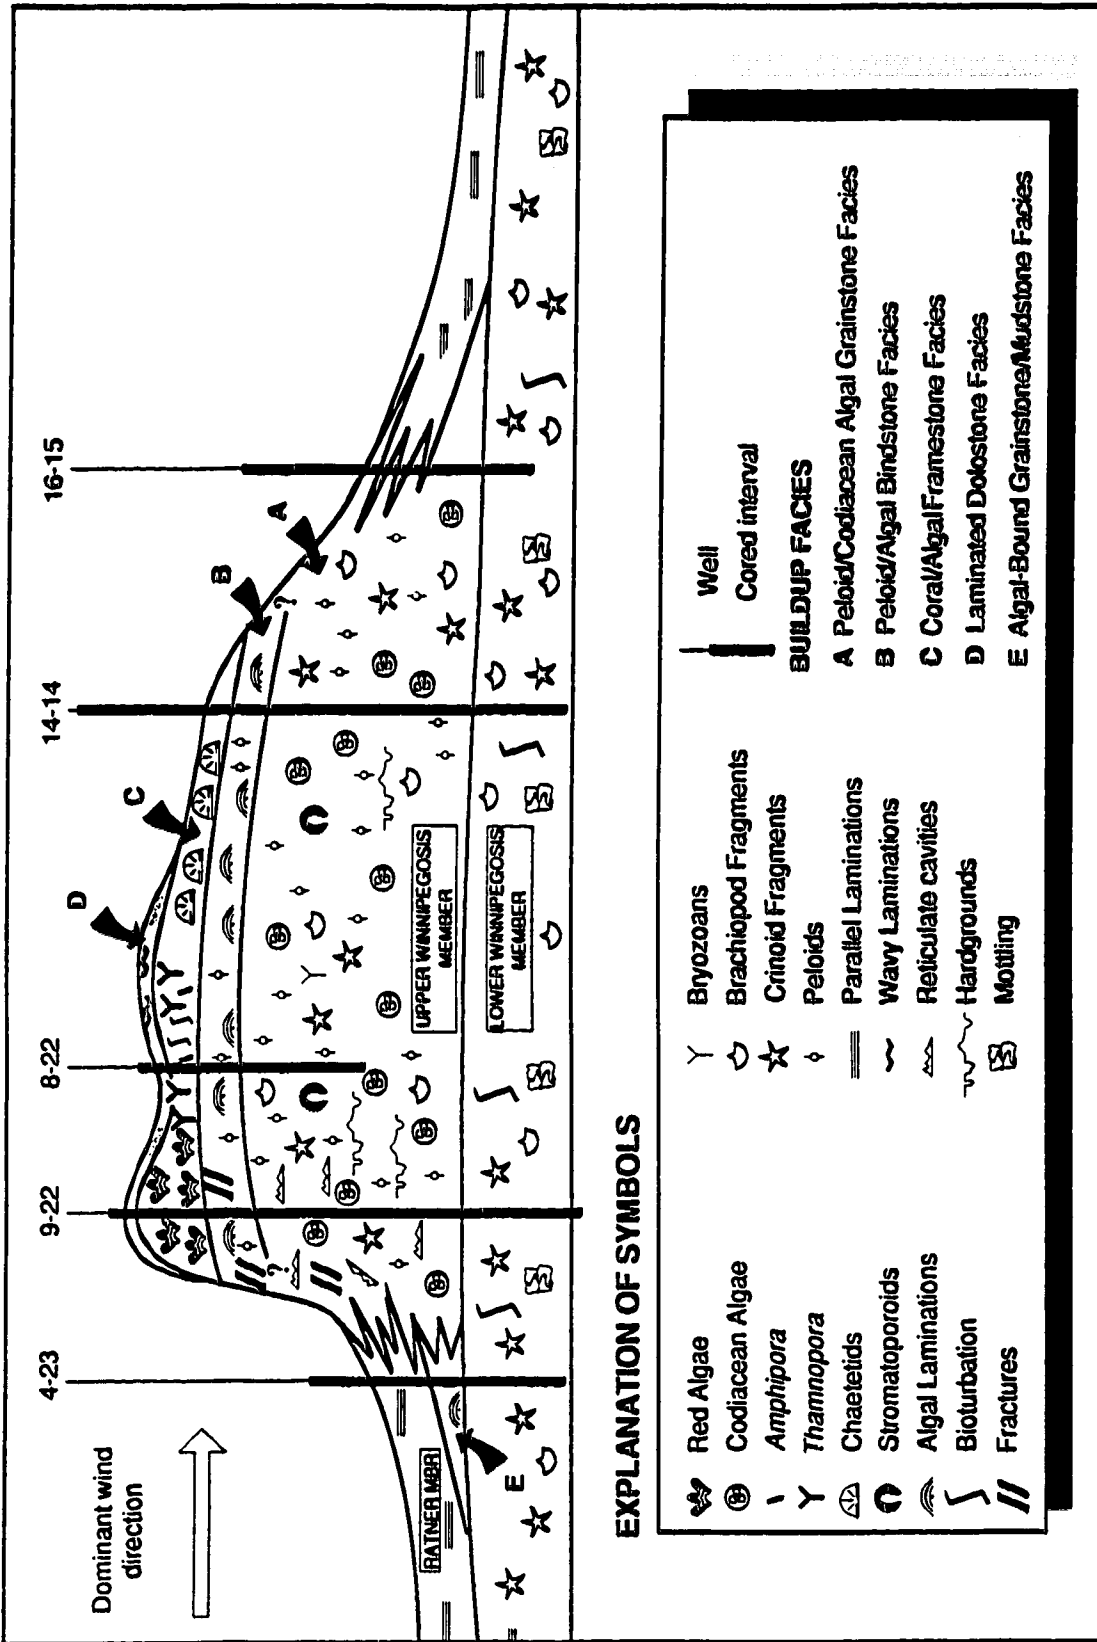 Dominant wind
direction
4-23
9-22
8-22
14-14
16-15
D
C
B
A
?
?
E
RATNER MBR
UPPER WINNIPEGOSIS
MEMBER
LOWER WINNIPEGOSIS
MEMBER
EXPLANATION OF SYMBOLS
Red Algae
Codiacean Algae
Amphipora
Thamnopora
Chaetetids
Stromatoporoids
Algal Laminations
Bioturbation
Fractures
Bryozoans
Brachiopod Fragments
Crinoid Fragments
Peloids
Parallel Laminations
Wavy Laminations
Reticulate cavities
Hardgrounds
Mottling
Well
Cored interval
BUILDUP FACIES
A Peloid/Codiacean Algal Grainstone Facies
B Peloid/Algal Bindstone Facies
C Coral/Algal Framestone Facies
D Laminated Dolostone Facies
E Algal-Bound Grainstone/Mudstone Facies